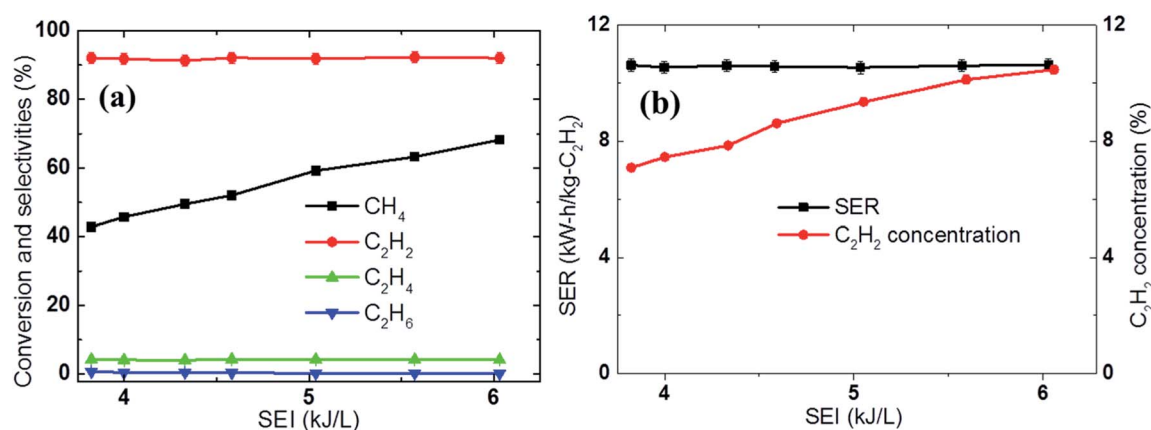 100
80
60
40
20
0
Conversion and selectivities (%)
(a)
CH₄
C₂H₂
C₂H₄
C₂H₆
4
5
6
SEI (kJ/L)
12
8
4
0
SER (kW-h/kg-C₂H₂)
(b)
SER
C₂H₂ concentration
4
5
6
SEI (kJ/L)
12
8
4
0
C₂H₂ concentration (%)